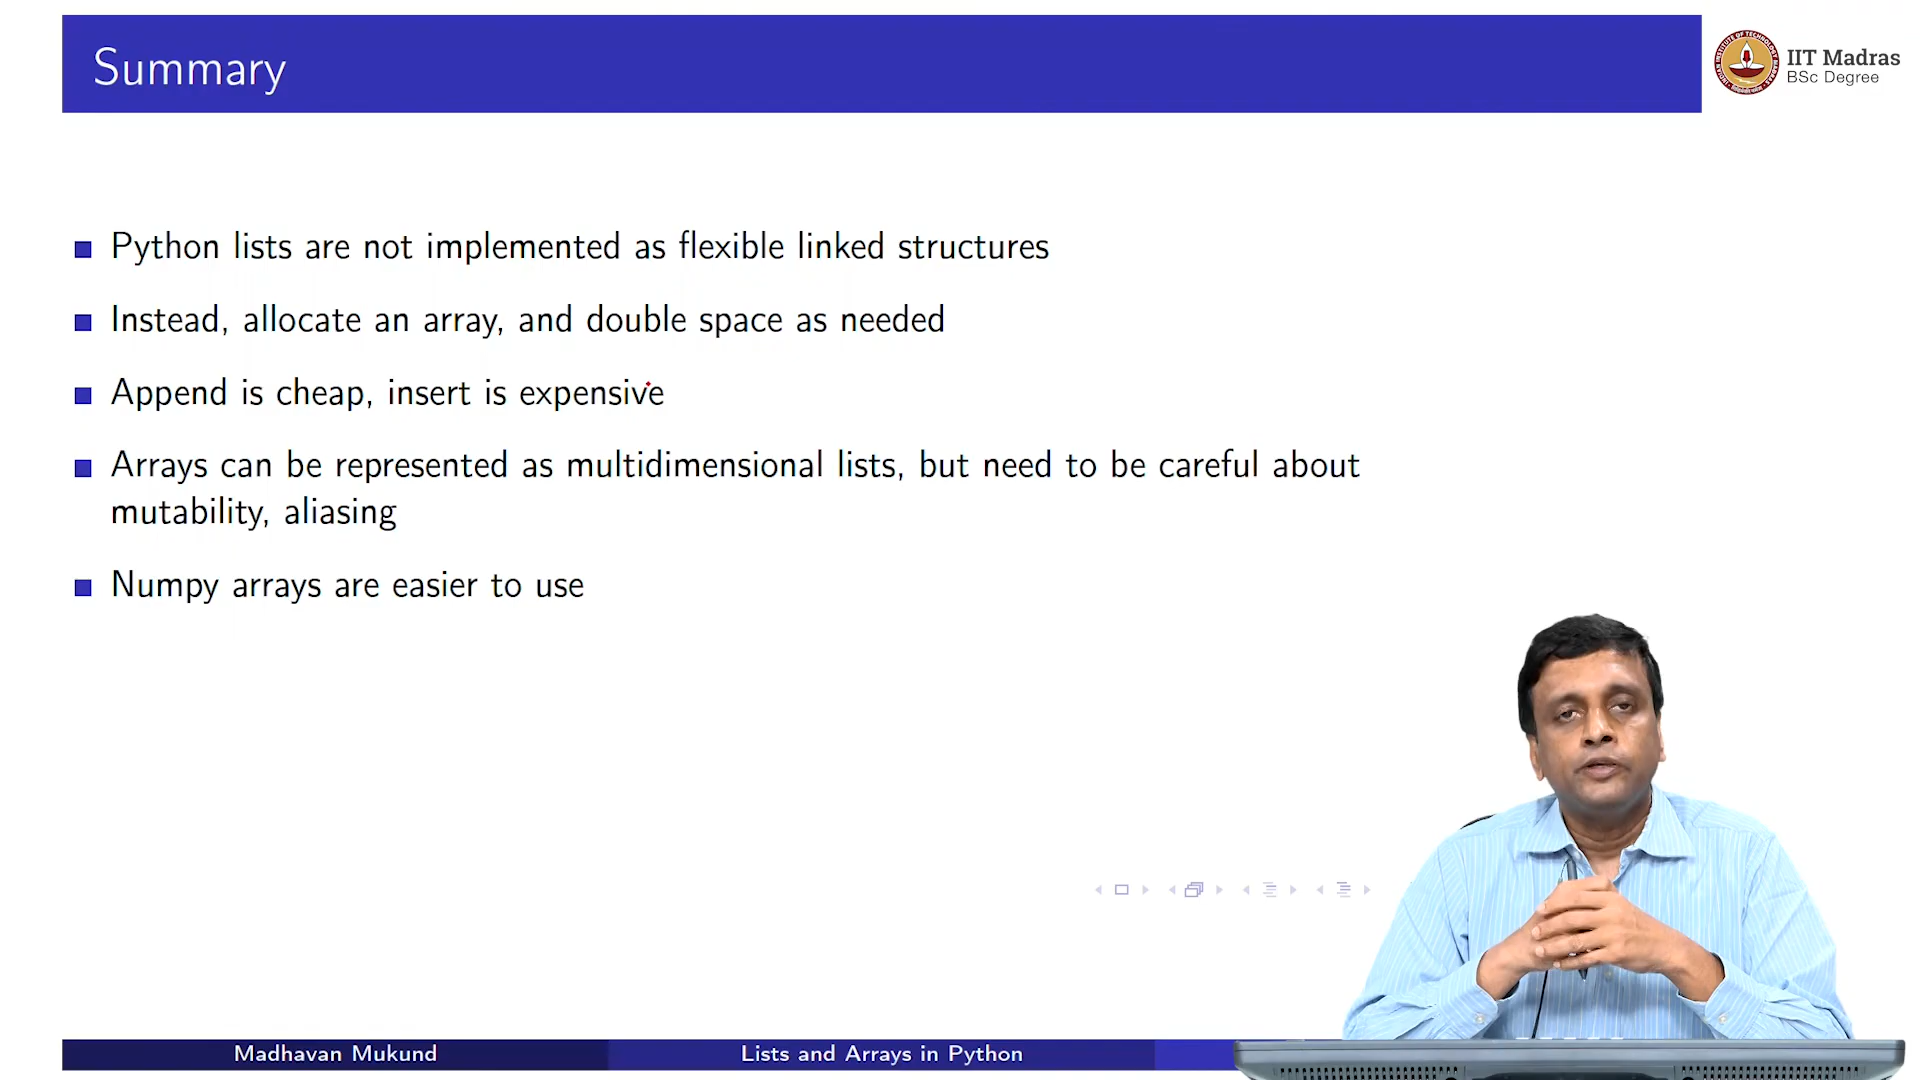 Summary
IIT Madras
BSc Degree
Python lists are not implemented as flexible linked structures
Instead, allocate an array, and double space as needed
Append is cheap, insert is expensive
Arrays can be represented as multidimensional lists, but need to be careful about
mutability, aliasing
Numpy arrays are easier to use
Madhavan Mukund
Lists and Arrays in Python